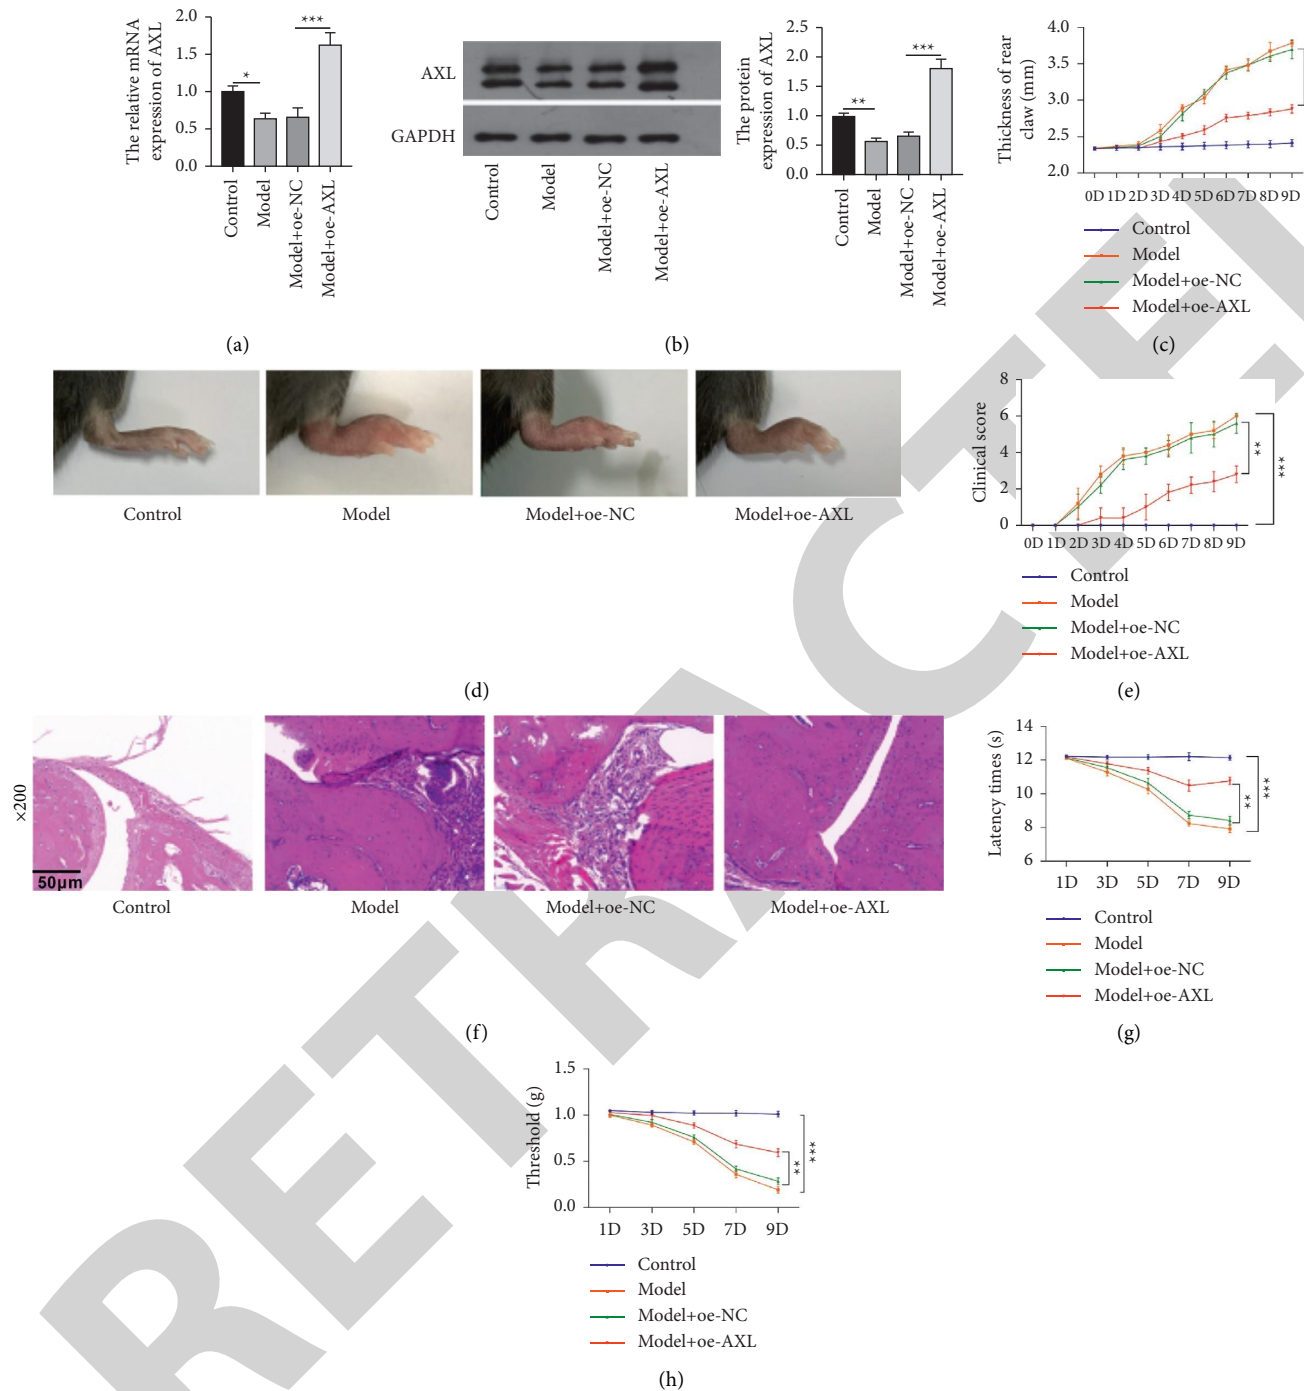 The relative mRNA
expression of AXL
2.0
1.5
1.0
0.5
0.0
*
***
Control
Model
Model+oe-NC
Model+oe-AXL
(a)
AXL
GAPDH
Control
Model
Model+oe-NC
Model+oe-AXL
The protein
expression of AXL
2.5
2.0
1.5
1.0
0.5
0.0
**
***
Control
Model
Model+oe-NC
Model+oe-AXL
(b)
Thickness of rear
claw (mm)
4.0
3.5
3.0
2.5
2.0
0D 1D 2D 3D 4D 5D 6D 7D 8D 9D
Control
Model
Model+oe-NC
Model+oe-AXL
(c)
Control
Model
Model+oe-NC
Model+oe-AXL
(d)
Clinical score
8
6
4
2
0
**
***
0D 1D 2D 3D 4D 5D 6D 7D 8D 9D
Control
Model
Model+oe-NC
Model+oe-AXL
(e)
×200
50μm
Control
Model
Model+oe-NC
Model+oe-AXL
(f)
Latency times (s)
14
12
10
8
6
**
***
1D 3D 5D 7D 9D
Control
Model
Model+oe-NC
Model+oe-AXL
(g)
Threshold (g)
1.5
1.0
0.5
0.0
**
***
1D 3D 5D 7D 9D
Control
Model
Model+oe-NC
Model+oe-AXL
(h)
RETRACTED